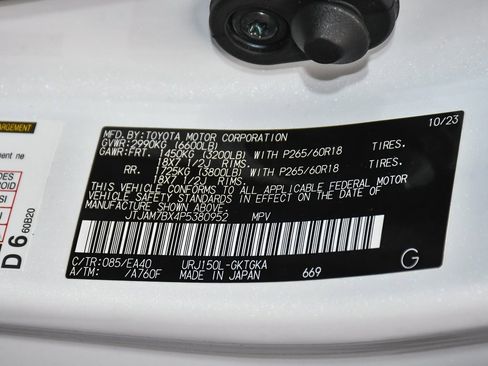 MFD.BY:TOYOTA MOTOR CORPORATION 10/23
GVWR:2990KG (6600LB)
GAWR:FRT. 1450KG (3200LB) WITH P265/60R18 TIRES.
18X7 1/2J RIMS.
RR. 1725KG (3800LB) WITH P265/60R18 TIRES.
18X7 1/2J RIMS.
THIS VEHICLE CONFORMS TO ALL APPLICABLE FEDERAL MOTOR
VEHICLE SAFETY STANDARDS IN EFFECT ON THE DATE OF
MANUFACTURE SHOWN ABOVE.
JTJAM7BX4P5380952 MPV
C/TR:085/EA40 URJ150L-GKTGKA
A/TM: /A760F MADE IN JAPAN 669 G
ARGEMENT
ent ne
D 6 60B20